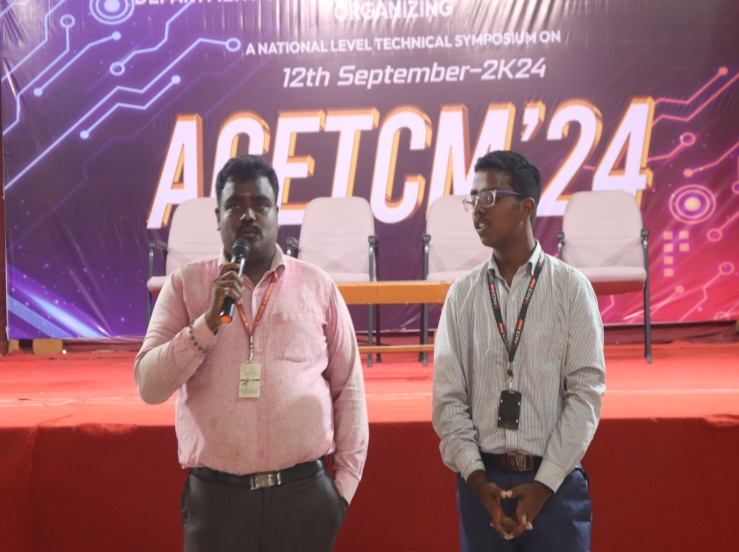 ORGANIZING
A NATIONAL LEVEL TECHNICAL SYMPOSIUM ON
12th September-2K24
ACETCM'24